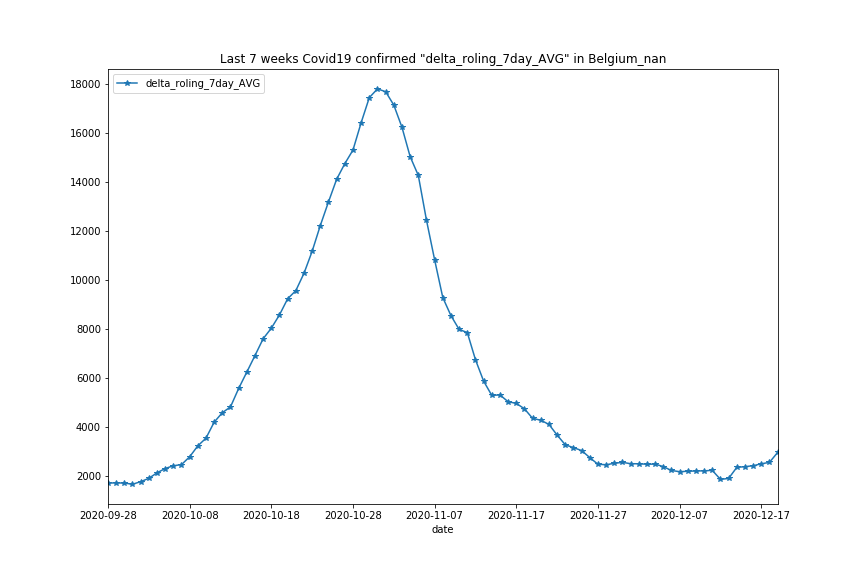 Last 7 weeks Covid19 confirmed "delta_roling_7day_AVG" in Belgium_nan
delta_roling_7day_AVG
18000
16000
14000
12000
10000
8000
6000
4000
2000
2020-09-28 2020-10-08 2020-10-18 2020-10-28 2020-11-07 2020-11-17 2020-11-27 2020-12-07 2020-12-17
date